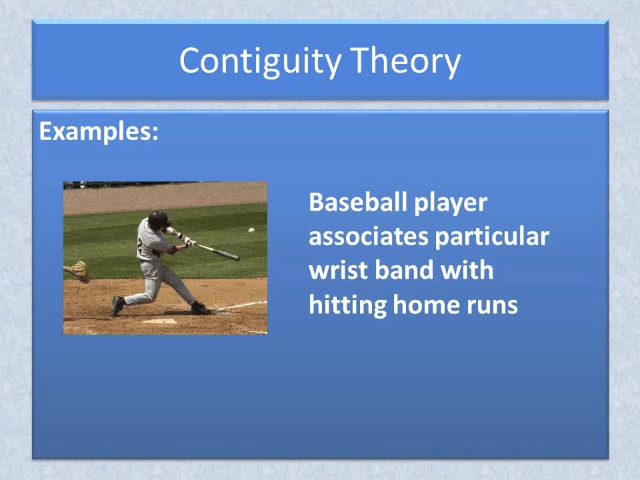 Contiguity Theory
Examples:
Baseball player
associates particular
wrist band with
hitting home runs